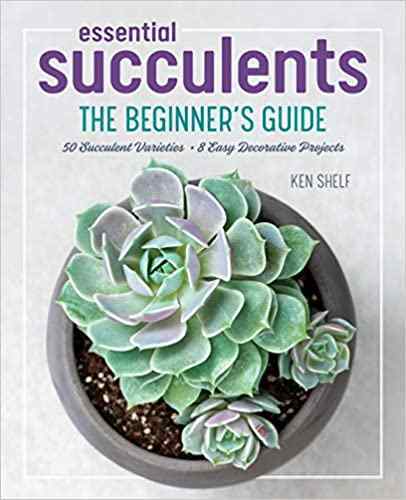 essential
succulents
THE BEGINNER'S GUIDE
50 Succulent Varieties • 8 Easy Decorative Projects
KEN SHELF